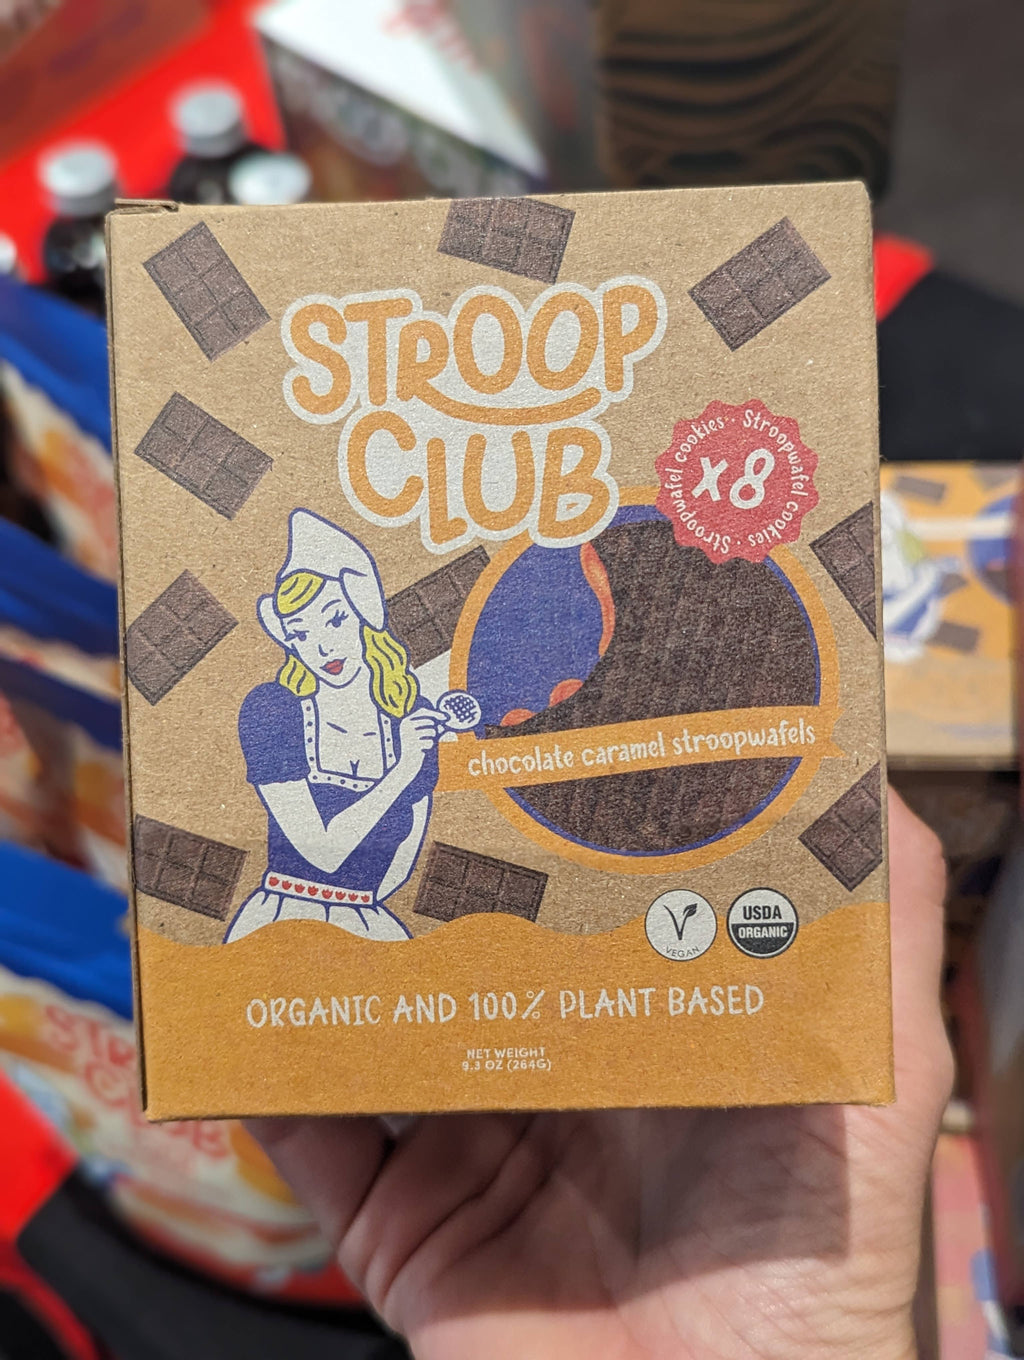 STROOP
CLUB
Stroopwafel cookies · Stroopwafel cookies ·
x8
chocolate caramel stroopwafels
VEGAN
USDA
ORGANIC
ORGANIC AND 100% PLANT BASED
NET WEIGHT
9.3 OZ (264G)